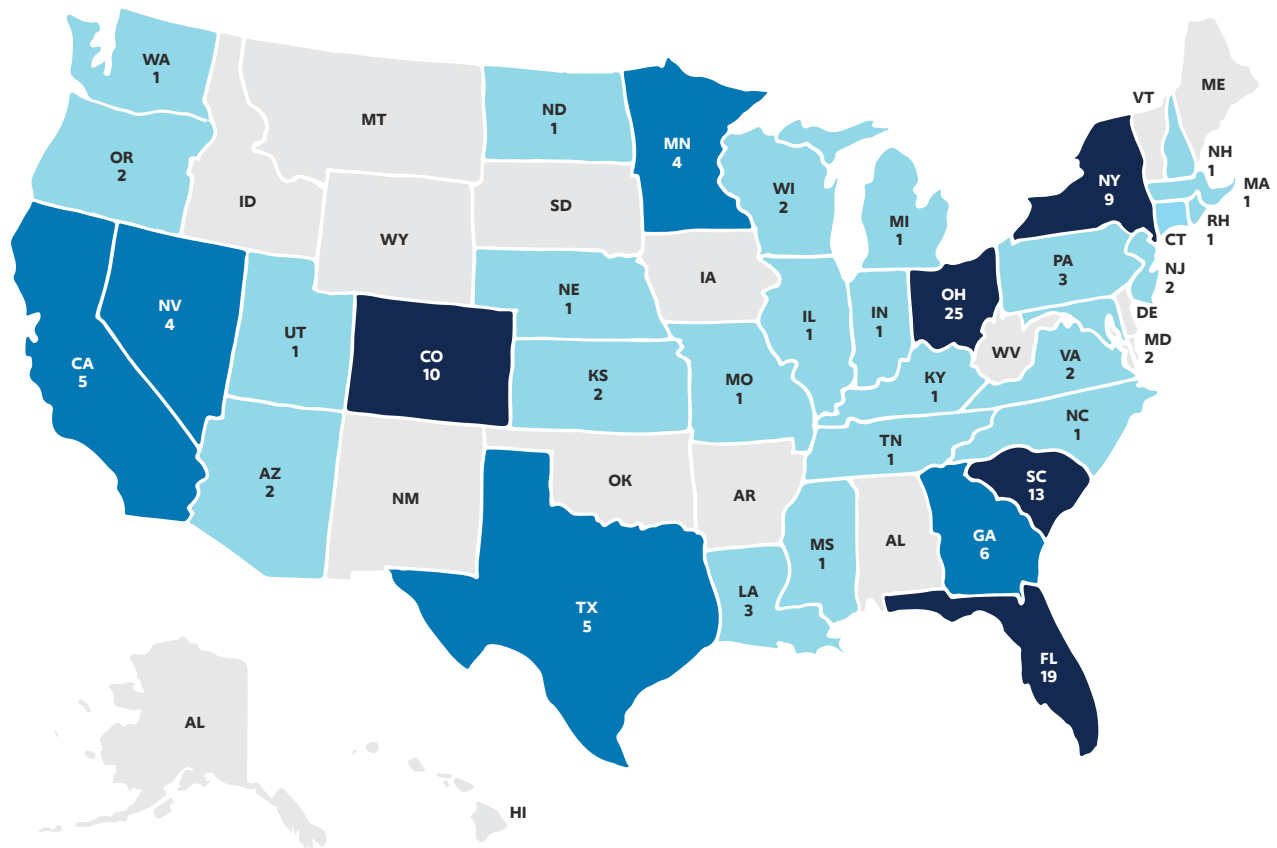 WA
1
OR
2
CA
5
NV
4
ID
MT
WY
UT
1
AZ
2
CO
10
NM
ND
1
SD
NE
1
KS
2
OK
TX
5
MN
4
IA
MO
1
AR
LA
3
WI
2
IL
1
MI
1
IN
1
OH
25
KY
1
TN
1
MS
1
AL
GA
6
FL
19
SC
13
NC
1
VA
2
WV
PA
3
NY
9
VT
ME
NH
1
MA
1
RH
1
CT
NJ
2
DE
MD
2
AL
HI